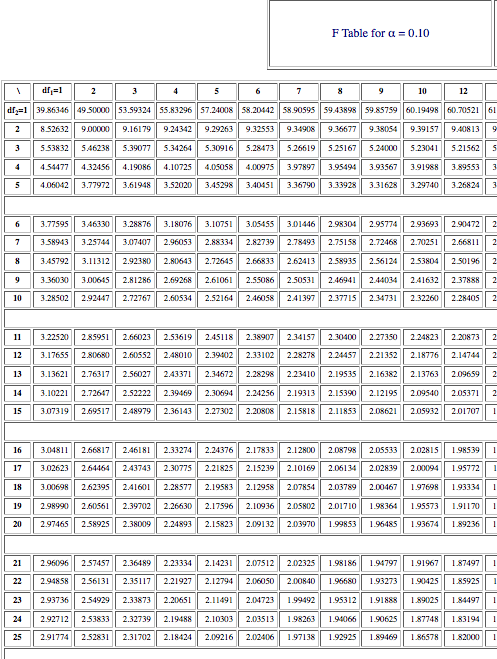 F Table for α = 0.10
\ df₁=1 2 3 4 5 6 7 8 9 10 12
df₂=1 39.86346 49.50000 53.59324 55.83296 57.24008 58.20442 58.90595 59.43898 59.85759 60.19498 60.70521 61
2 8.52632 9.00000 9.16179 9.24342 9.29263 9.32553 9.34908 9.36677 9.38054 9.39157 9.40813 9
3 5.53832 5.46238 5.39077 5.34264 5.30916 5.28473 5.26619 5.25167 5.24000 5.23041 5.21562 5
4 4.54477 4.32456 4.19086 4.10725 4.05058 4.00975 3.97897 3.95494 3.93567 3.91988 3.89553 3
5 4.06042 3.77972 3.61948 3.52020 3.45298 3.40451 3.36790 3.33928 3.31628 3.29740 3.26824 3
6 3.77595 3.46330 3.28876 3.18076 3.10751 3.05455 3.01446 2.98304 2.95774 2.93693 2.90472 2
7 3.58943 3.25744 3.07407 2.96053 2.88334 2.82739 2.78493 2.75158 2.72468 2.70251 2.66811 2
8 3.45792 3.11312 2.92380 2.80643 2.72645 2.66833 2.62413 2.58935 2.56124 2.53804 2.50196 2
9 3.36030 3.00645 2.81286 2.69268 2.61061 2.55086 2.50531 2.46941 2.44034 2.41632 2.37888 2
10 3.28502 2.92447 2.72767 2.60534 2.52164 2.46058 2.41397 2.37715 2.34731 2.32260 2.28405 2
11 3.22520 2.85951 2.66023 2.53619 2.45118 2.38907 2.34157 2.30400 2.27350 2.24823 2.20873 2
12 3.17655 2.80680 2.60552 2.48010 2.39402 2.33102 2.28278 2.24457 2.21352 2.18776 2.14744 2
13 3.13621 2.76317 2.56027 2.43371 2.34672 2.28298 2.23410 2.19535 2.16382 2.13763 2.09659 2
14 3.10221 2.72647 2.52222 2.39469 2.30694 2.24256 2.19313 2.15390 2.12195 2.09540 2.05371 2
15 3.07319 2.69517 2.48979 2.36143 2.27302 2.20808 2.15818 2.11853 2.08621 2.05932 2.01707 1
16 3.04811 2.66817 2.46181 2.33274 2.24376 2.17833 2.12800 2.08798 2.05533 2.02815 1.98539 1
17 3.02623 2.64464 2.43743 2.30775 2.21825 2.15239 2.10169 2.06134 2.02839 2.00094 1.95772 1
18 3.00698 2.62395 2.41601 2.28577 2.19583 2.12958 2.07854 2.03789 2.00467 1.97698 1.93334 1
19 2.98990 2.60561 2.39702 2.26630 2.17596 2.10936 2.05802 2.01710 1.98364 1.95573 1.91170 1
20 2.97465 2.58925 2.38009 2.24893 2.15823 2.09132 2.03970 1.99853 1.96485 1.93674 1.89236 1
21 2.96096 2.57457 2.36489 2.23334 2.14231 2.07512 2.02325 1.98186 1.94797 1.91967 1.87497 1
22 2.94858 2.56131 2.35117 2.21927 2.12794 2.06050 2.00840 1.96680 1.93273 1.90425 1.85925 1
23 2.93736 2.54929 2.33873 2.20651 2.11491 2.04723 1.99492 1.95312 1.91888 1.89025 1.84497 1
24 2.92712 2.53833 2.32739 2.19488 2.10303 2.03513 1.98263 1.94066 1.90625 1.87748 1.83194 1
25 2.91774 2.52831 2.31702 2.18424 2.09216 2.02406 1.97138 1.92925 1.89469 1.86578 1.82000 1